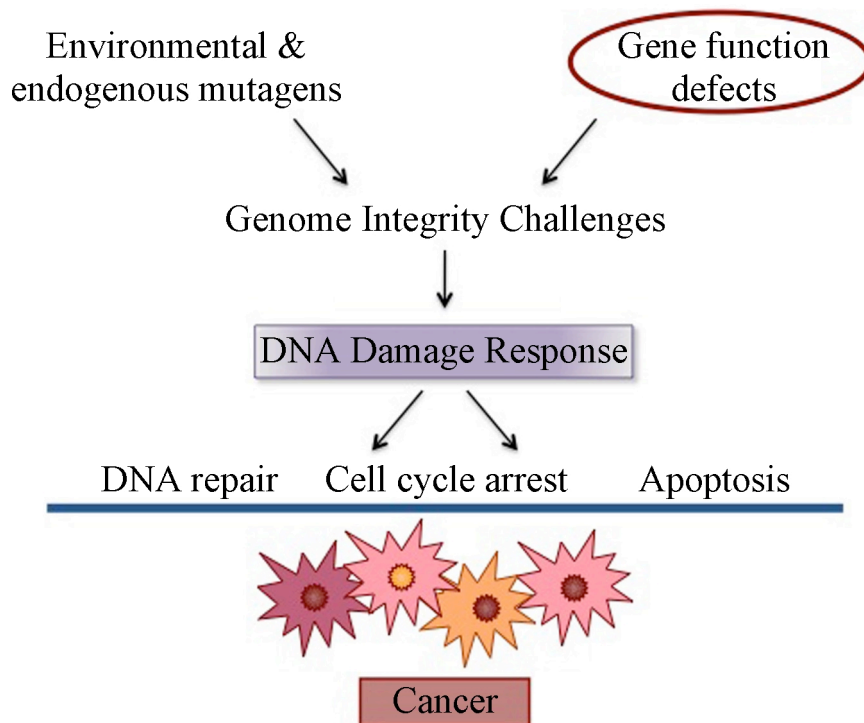 Environmental &
endogenous mutagens
Gene function
defects
Genome Integrity Challenges
DNA Damage Response
DNA repair Cell cycle arrest Apoptosis
Cancer